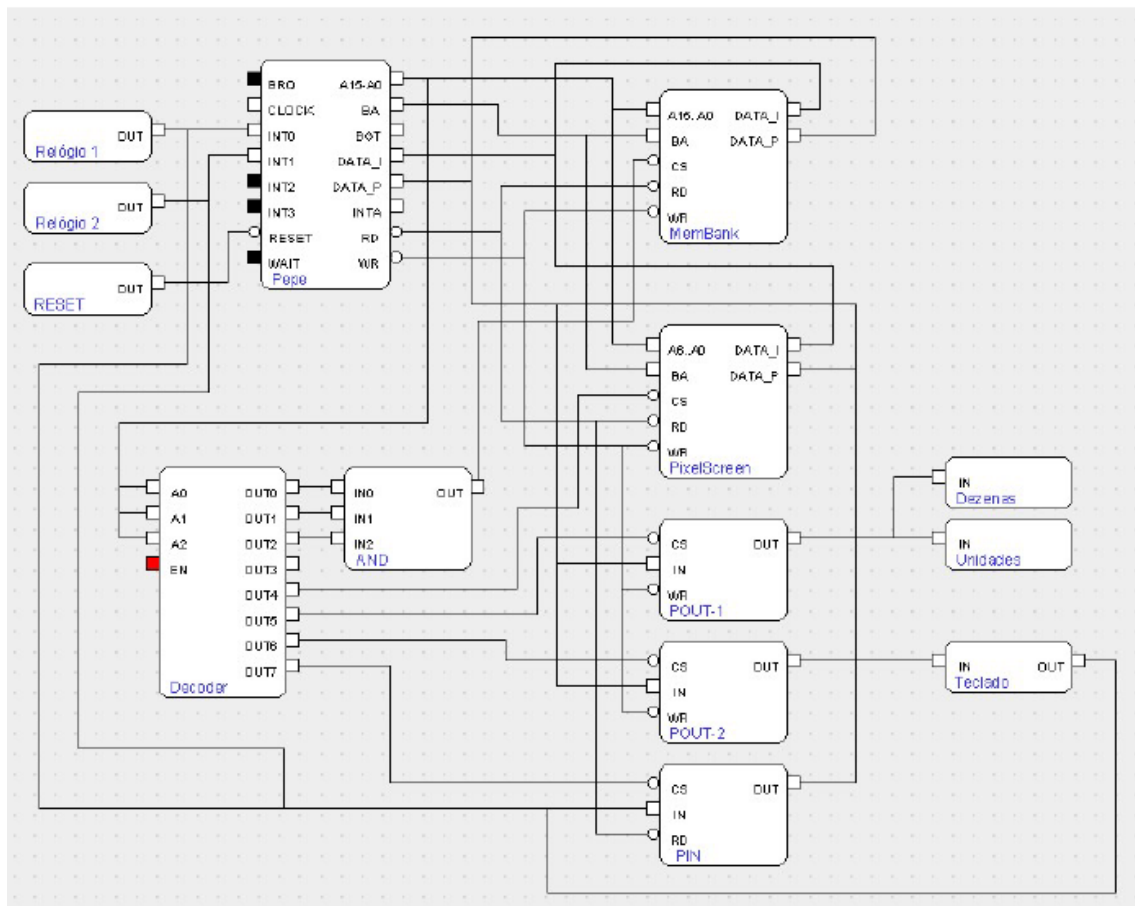 BRQ A15-A0
CLOCK BA
INT0 BGT
INT1 DATA_I
INT2 DATA_P
INT3 INTA
RESET RD
WAIT WR
Pepe
OUT
Relógio 1
OUT
Relógio 2
OUT
RESET
A15..A0 DATA_I
BA DATA_P
CS
RD
WR
MemBank
A6..A0 DATA_I
BA DATA_P
CS
RD
WR
PixelScreen
A0 OUT0
A1 OUT1
A2 OUT2
EN OUT3
OUT4
OUT5
OUT6
OUT7
Decoder
IN0 OUT
IN1
IN2
AND
IN
Dezenas
IN
Unidades
CS OUT
IN
WR
POUT-1
CS OUT
IN
WR
POUT-2
IN OUT
Teclado
CS OUT
IN
RD
PIN